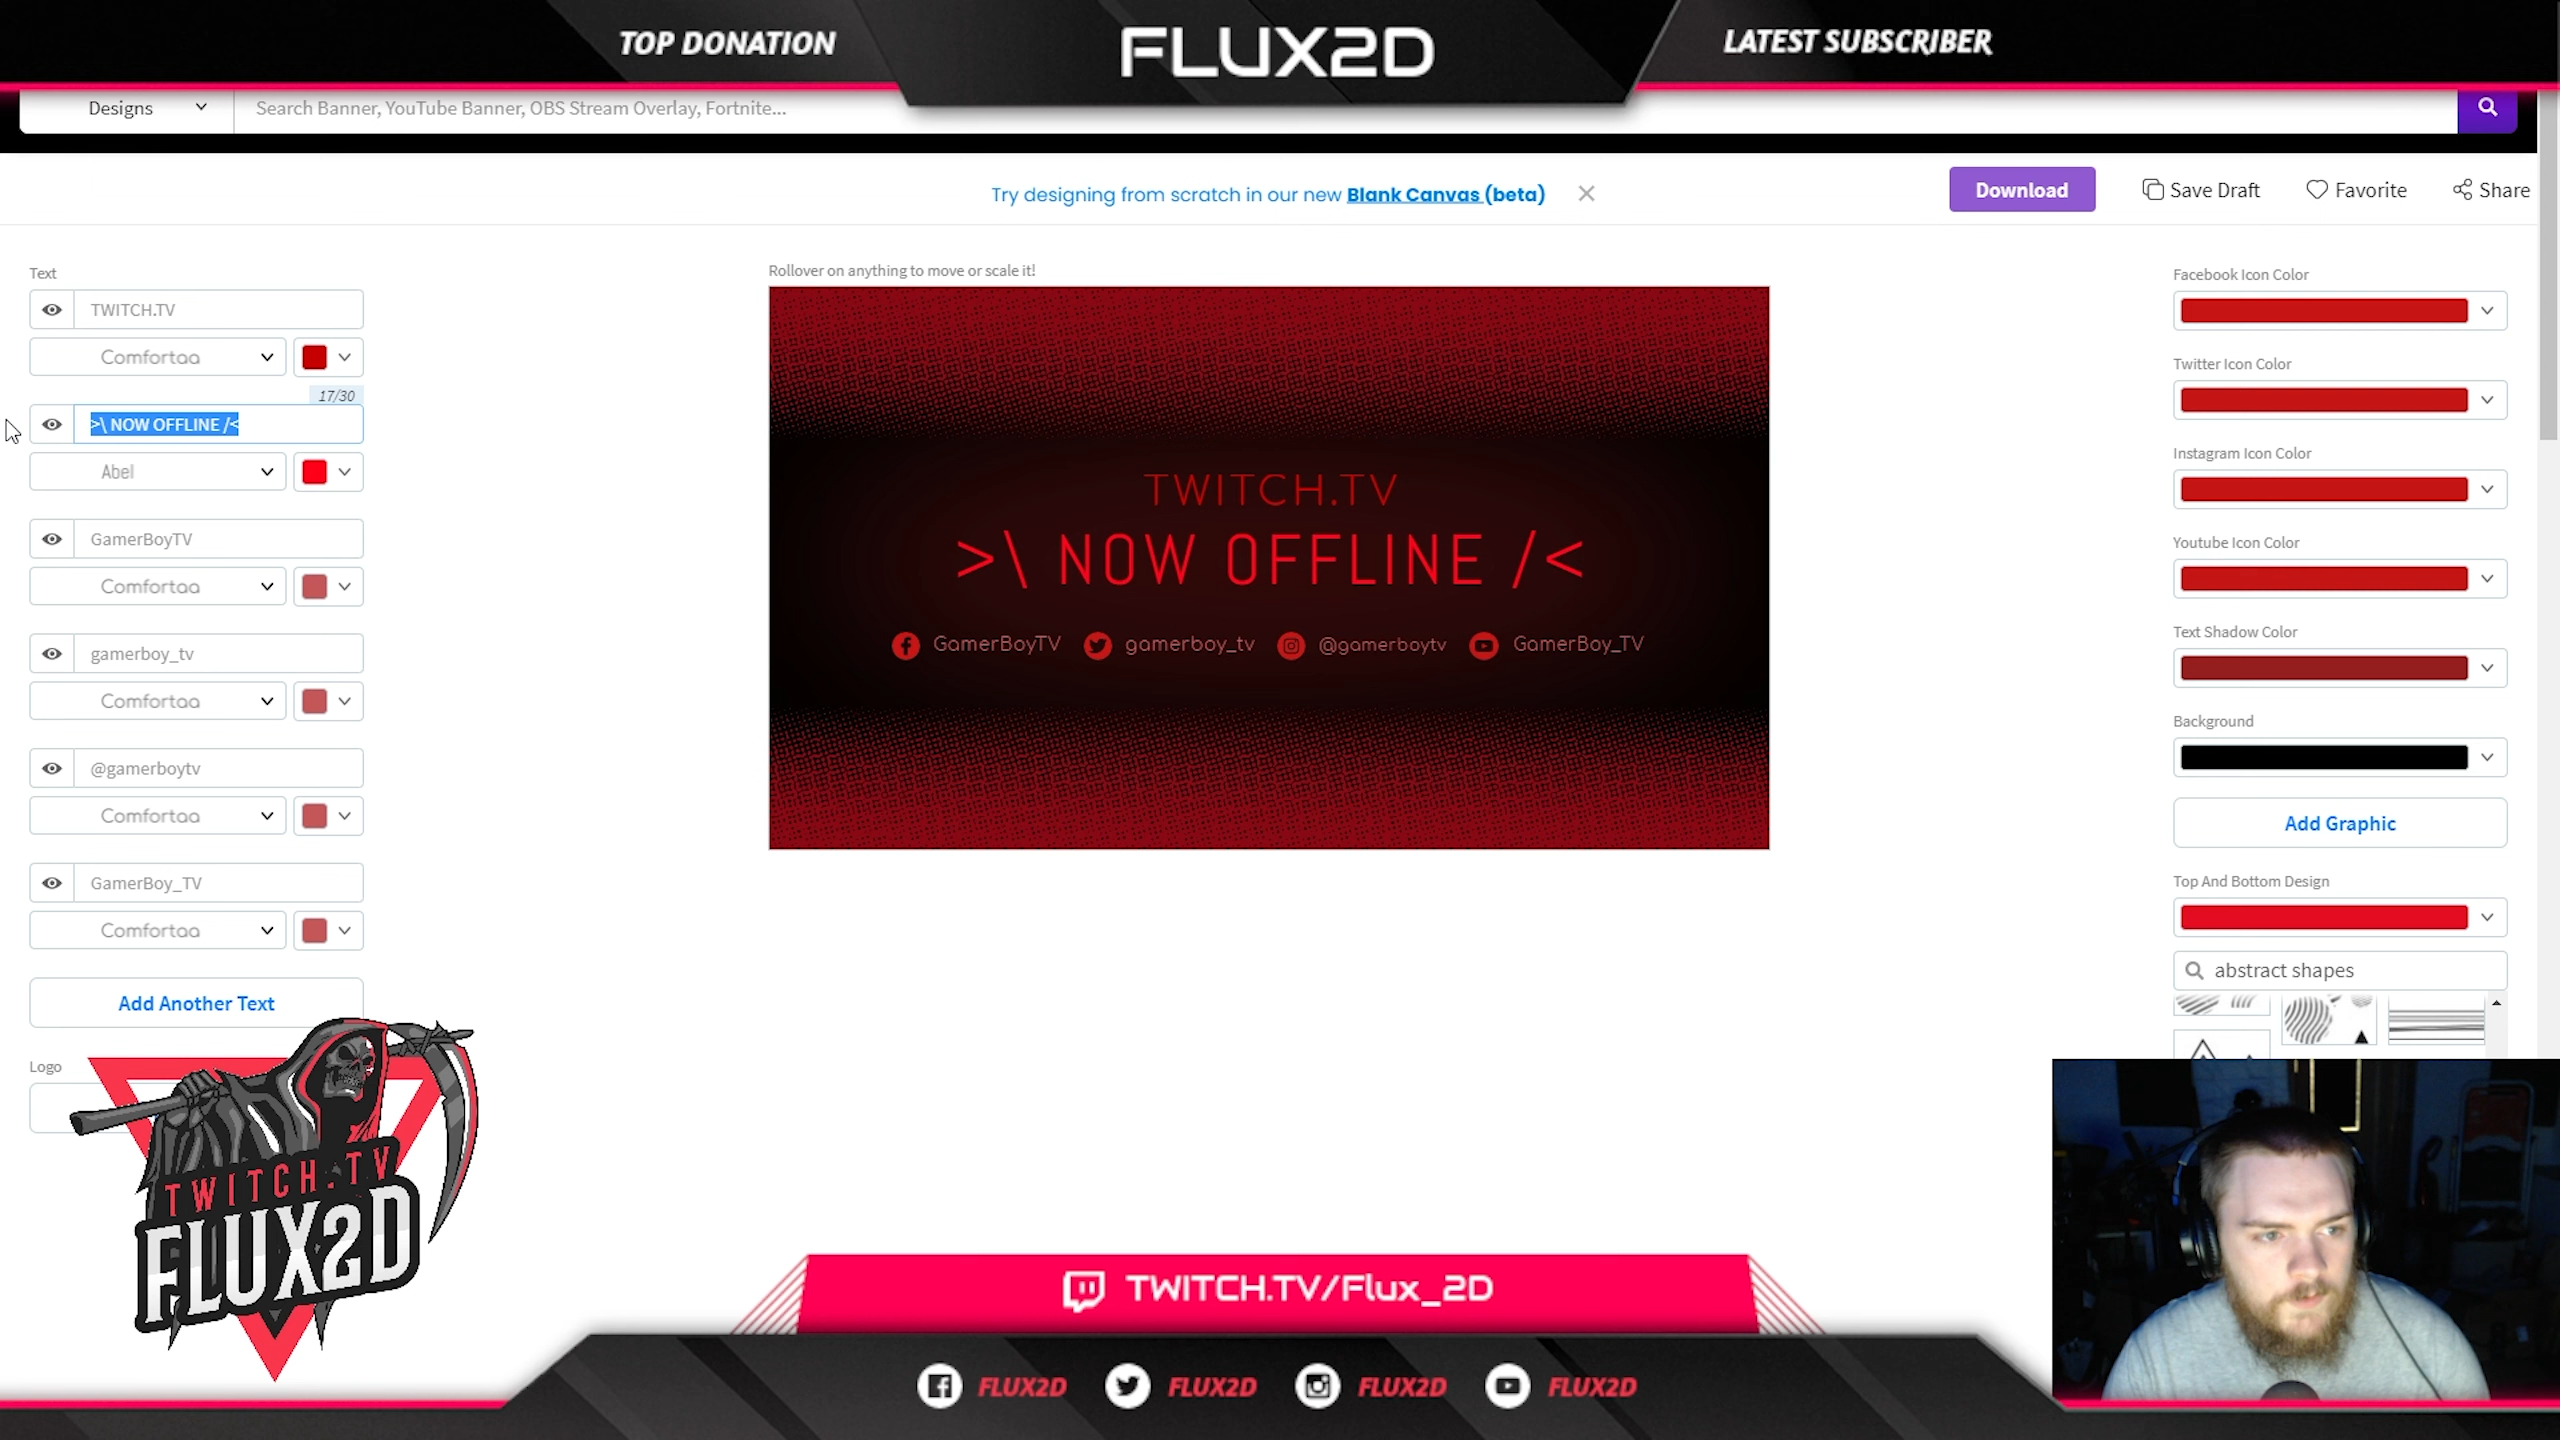 TOP DONATION
FLUX2D
LATEST SUBSCRIBER
Designs
Search Banner, YouTube Banner, OBS Stream Overlay, Fortnite...
Try designing from scratch in our new Blank Canvas (beta)
Download
Save Draft
Favorite
Share
Text
TWITCH.TV
Comfortaa
17/30
>\ NOW OFFLINE /<
Abel
GamerBoyTV
Comfortaa
gamerboy_tv
Comfortaa
@gamerboytv
Comfortaa
GamerBoy_TV
Comfortaa
Add Another Text
Logo
Rollover on anything to move or scale it!
TWITCH.TV
>\ NOW OFFLINE /<
GamerBoyTV gamerboy_tv @gamerboytv GamerBoy_TV
Facebook Icon Color
Twitter Icon Color
Instagram Icon Color
Youtube Icon Color
Text Shadow Color
Background
Add Graphic
Top And Bottom Design
abstract shapes
TWITCH.TV
FLUX2D
TWITCH.TV/Flux_2D
FLUX2D FLUX2D FLUX2D FLUX2D